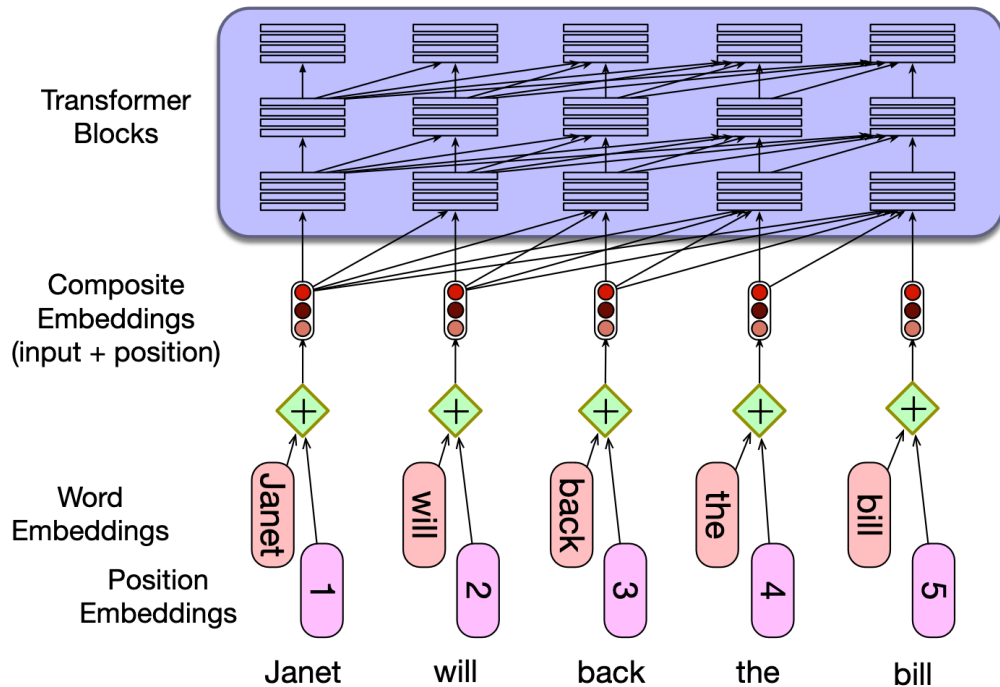 Transformer
Blocks
Composite
Embeddings
(input + position)
+ + + + +
Word
Embeddings
Janet will back the bill
Position
Embeddings
1 2 3 4 5
Janet will back the bill